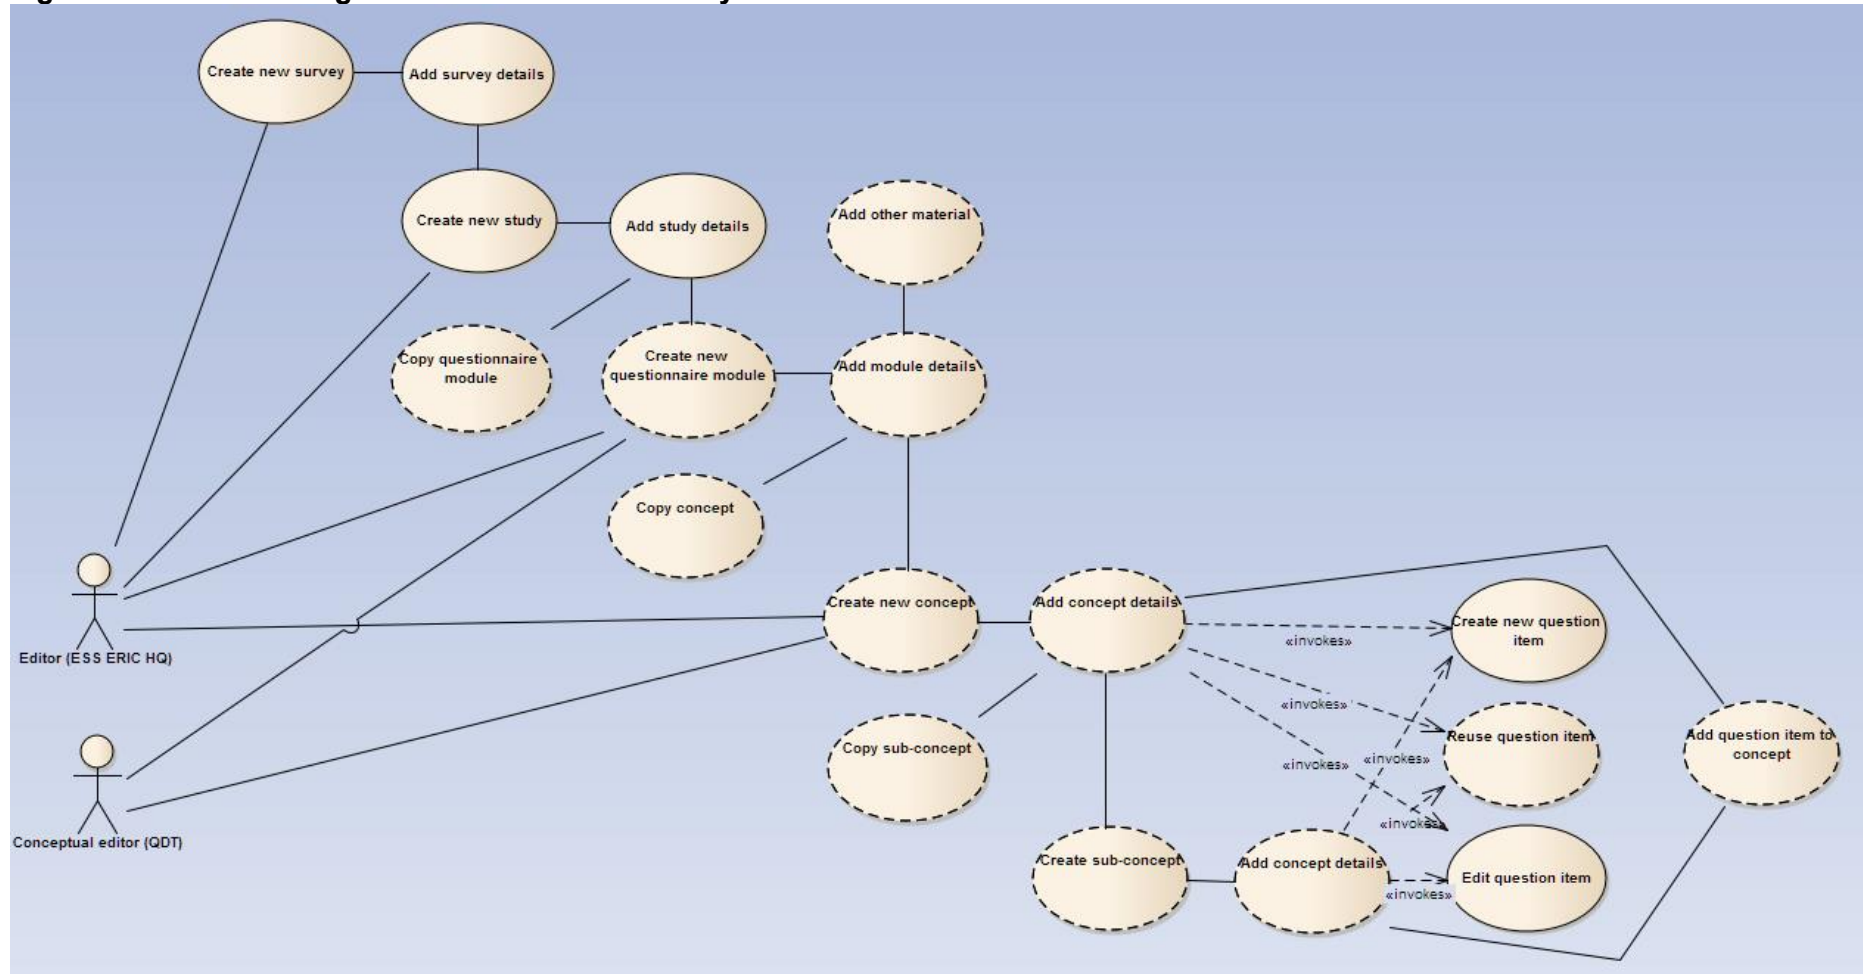 Create new survey
Add survey details
Create new study
Add study details
Add other material
Copy questionnaire
module
Create new
questionnaire module
Add module details
Copy concept
Create new concept
Add concept details
Create new question
item
«invokes»
Editor (ESS ERIC HQ)
«invokes»
Reuse question item
Add question item to
concept
Copy sub-concept
«invokes»
«invokes»
«invokes»
Conceptual editor (QDT)
Create sub-concept
Add concept details
Edit question item
«invokes»